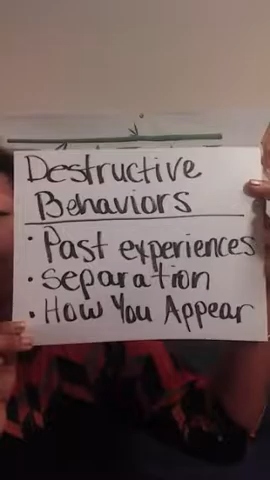 Destructive
Behaviors
• Past experiences
• Separation
• How You Appear